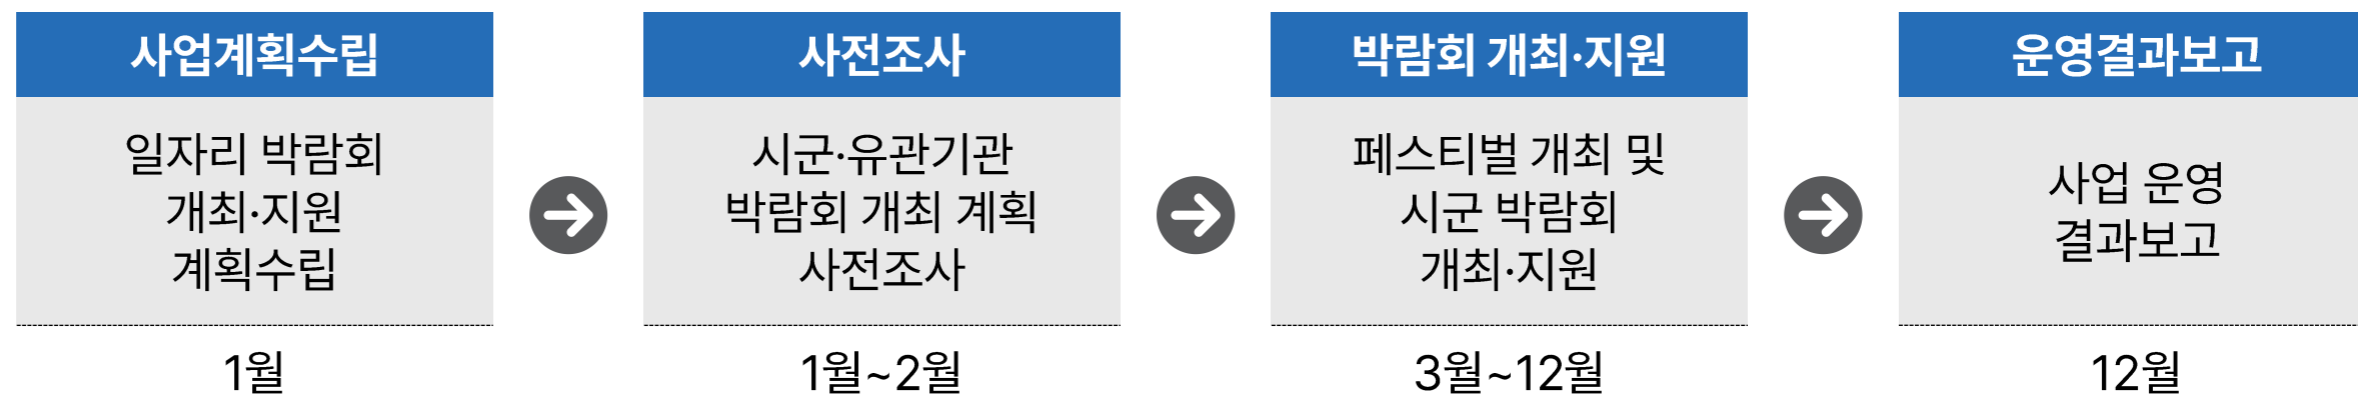 사업계획수립
일자리 박람회
개최·지원
계획수립
1월
사전조사
시군·유관기관
박람회 개최 계획
사전조사
1월~2월
박람회 개최·지원
페스티벌 개최 및
시군 박람회
개최·지원
3월~12월
운영결과보고
사업 운영
결과보고
12월